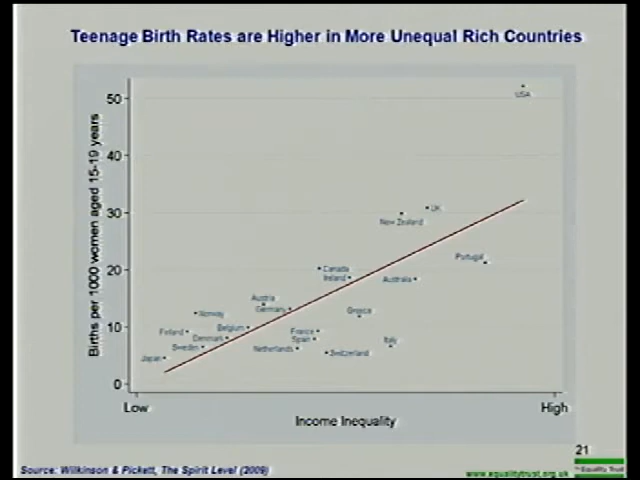 Teenage Birth Rates are Higher in More Unequal Rich Countries
Births per 1000 women aged 15-19 years
50
40
30
20
10
0
USA
UK
New Zealand
Portugal
Canada
Ireland
Australia
Austria
Germany
Greece
Norway
Finland
Belgium
France
Denmark
Spain
Italy
Sweden
Netherlands
Switzerland
Japan
Low
High
Income Inequality
21
Source: Wilkinson & Pickett, The Spirit Level (2009)
www.equalitytrust.org.uk
The Equality Trust